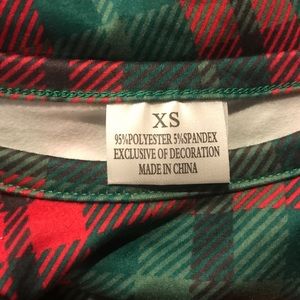 XS
95%POLYESTER 5%SPANDEX
EXCLUSIVE OF DECORATION
MADE IN CHINA